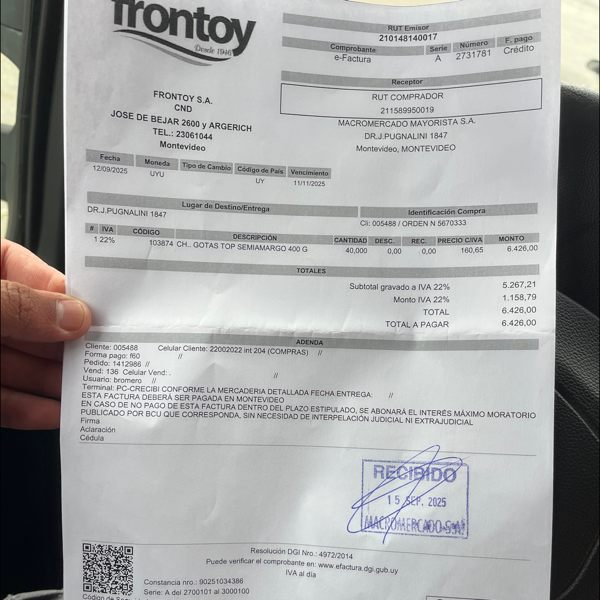 frontoy
Desde 1946
FRONTOY S.A.
CND
JOSE DE BEJAR 2600 y ARGERICH
TEL.: 23061044
Montevideo
RUT Emisor
210148140017
Comprobante Serie Número F. pago
e-Factura A 2731781 Crédito
Receptor
RUT COMPRADOR
211589950019
MACROMERCADO MAYORISTA S.A.
DR.J.PUGNALINI 1847
Montevideo, MONTEVIDEO
Fecha Moneda Tipo de Cambio Código de País Vencimiento
12/09/2025 UYU UY 11/11/2025
Lugar de Destino/Entrega Identificación Compra
DR.J.PUGNALINI 1847 Cli: 005488 / ORDEN N 5670333
# IVA CÓDIGO DESCRIPCIÓN CANTIDAD DESC. REC. PRECIO C/IVA MONTO
1 22% 103874 CH.. GOTAS TOP SEMIAMARGO 400 G 40,000 0,00 0,00 160,65 6.426,00
TOTALES
Subtotal gravado a IVA 22% 5.267,21
Monto IVA 22% 1.158,79
TOTAL 6.426,00
TOTAL A PAGAR 6.426,00
ADENDA
Cliente: 005488 Celular Cliente: 22002022 int 204 (COMPRAS) //
Forma pago: f60 //
Pedido: 1412986 //
Vend: 136 Celular Vend: . //
Usuario: bromero //
Terminal: PC-CRECIBI CONFORME LA MERCADERIA DETALLADA FECHA ENTREGA: //
ESTA FACTURA DEBERÁ SER PAGADA EN MONTEVIDEO
EN CASO DE NO PAGO DE ESTA FACTURA DENTRO DEL PLAZO ESTIPULADO, SE ABONARÁ EL INTERÉS MÁXIMO MORATORIO
PUBLICADO POR BCU QUE CORRESPONDA, SIN NECESIDAD DE INTERPELACIÓN JUDICIAL NI EXTRAJUDICIAL
Firma
Aclaración
Cédula
RECIBIDO
15 SEP. 2025
MACROMERCADO S.A.
Resolución DGI Nro.: 4972/2014
Puede verificar el comprobante en: www.efactura.dgi.gub.uy
IVA al día
Constancia nro.: 90251034386
Serie: A del 2700101 al 3000100